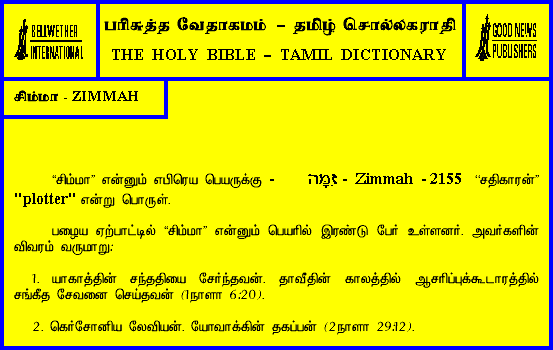 BELLWETHER
INTERNATIONAL
பரிசுத்த வேதாகமம் – தமிழ் சொல்லகராதி
THE HOLY BIBLE – TAMIL DICTIONARY
GOOD NEWS
PUBLISHERS
சிம்மா - ZIMMAH
“சிம்மா” என்னும் எபிரெய பெயருக்கு - זִמָּה - Zimmah - 2155 “சதிகாரன்”
"plotter" என்று பொருள்.
பழைய ஏற்பாட்டில் “சிம்மா” என்னும் பெயரில் இரண்டு பேர் உள்ளனர். அவர்களின்
விவரம் வருமாறு:
1. யாகாத்தின் சந்ததியை சேர்ந்தவன். தாவீதின் காலத்தில் ஆசரிப்புக்கூடாரத்தில்
சங்கீத சேவனை செய்தவன் (1நாளா 6:20).
2. கெர்சோனிய லேவியன். யோவாக்கின் தகப்பன் (2நாளா 29:12).